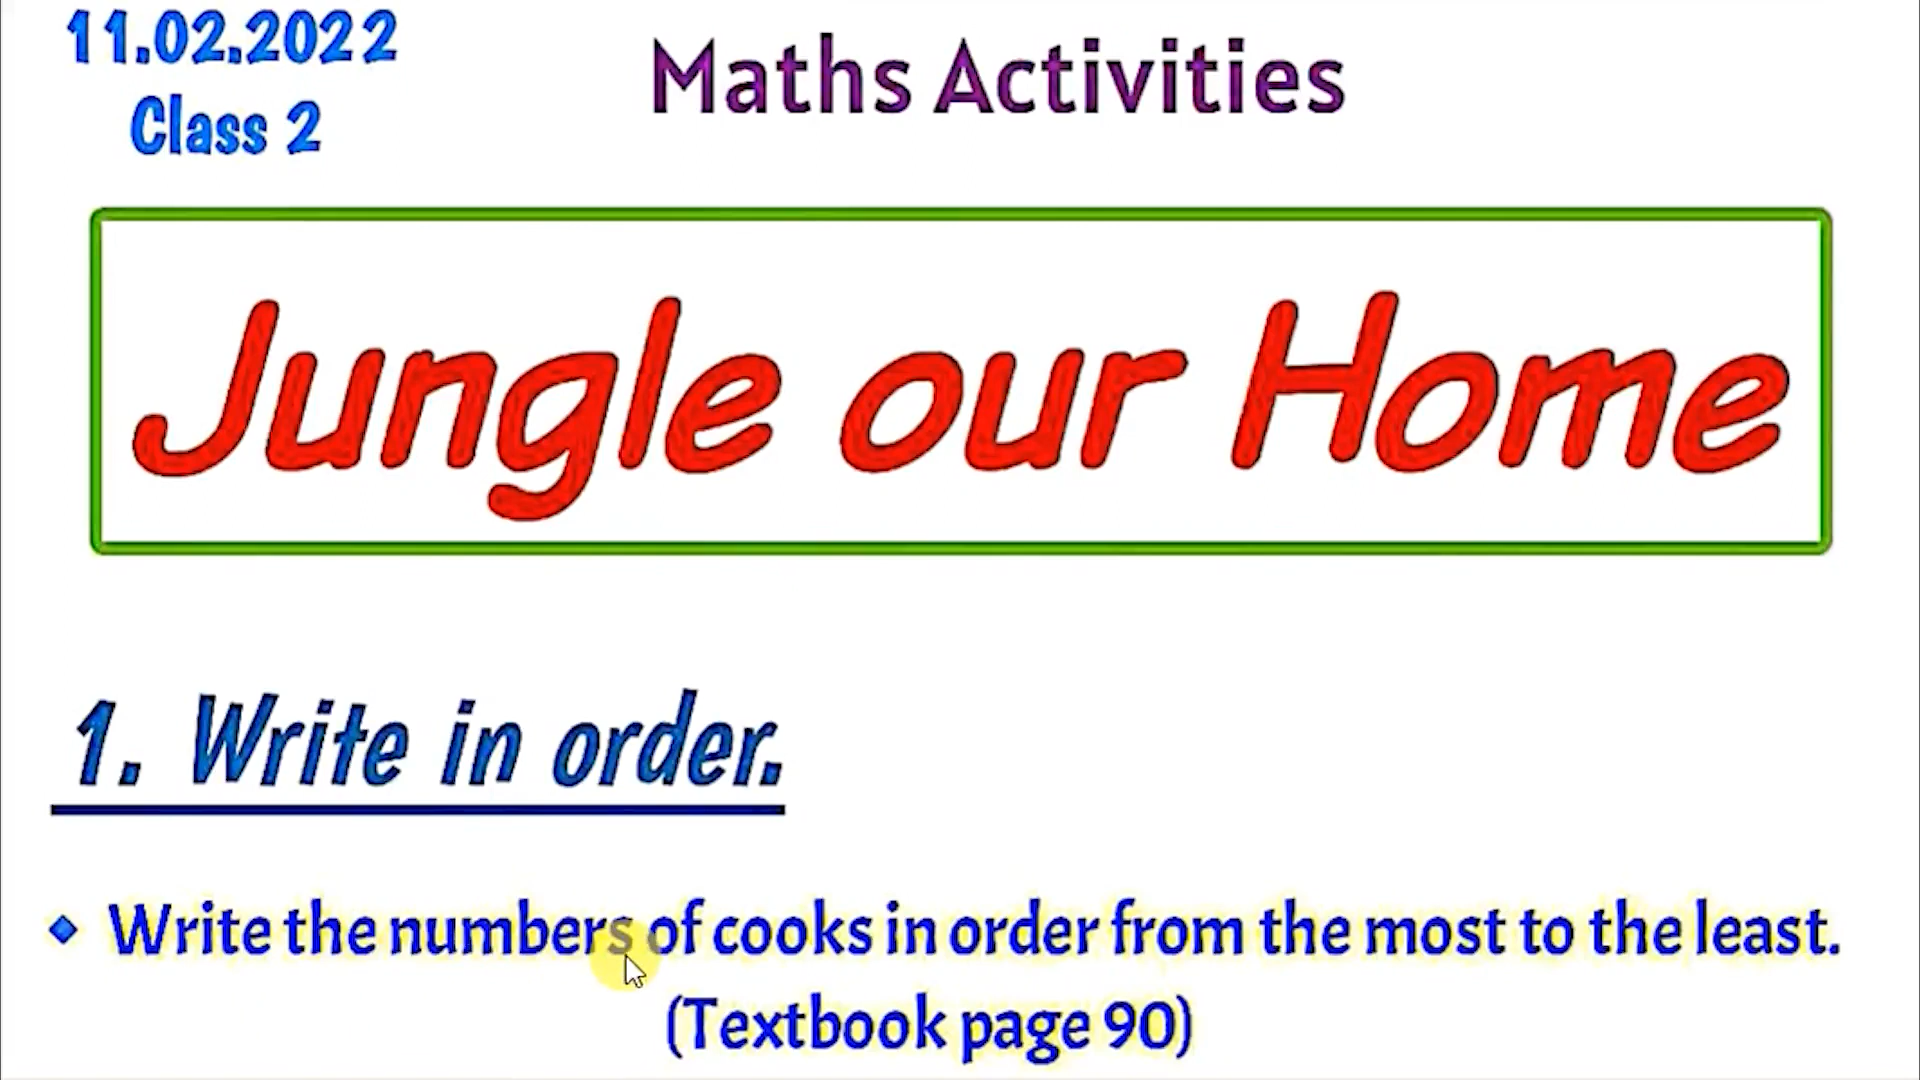 11.02.2022
Class 2
Maths Activities
Jungle our Home
1. Write in order.
Write the numbers of cooks in order from the most to the least.
(Textbook page 90)